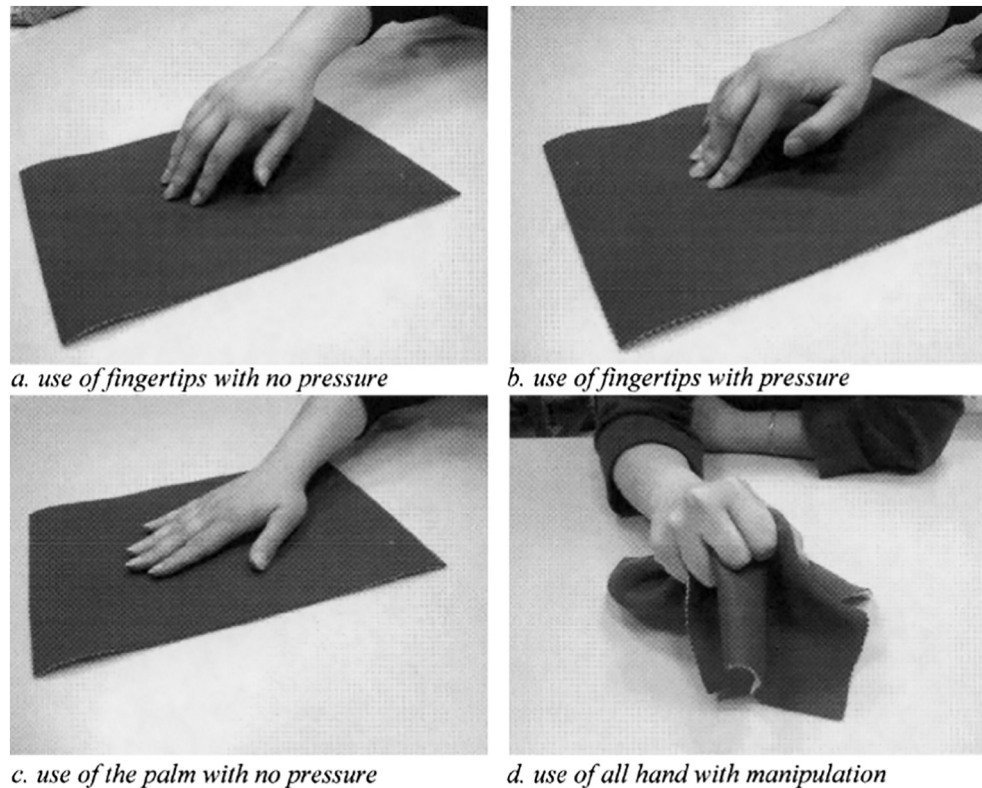 a. use of fingertips with no pressure
b. use of fingertips with pressure
c. use of the palm with no pressure
d. use of all hand with manipulation